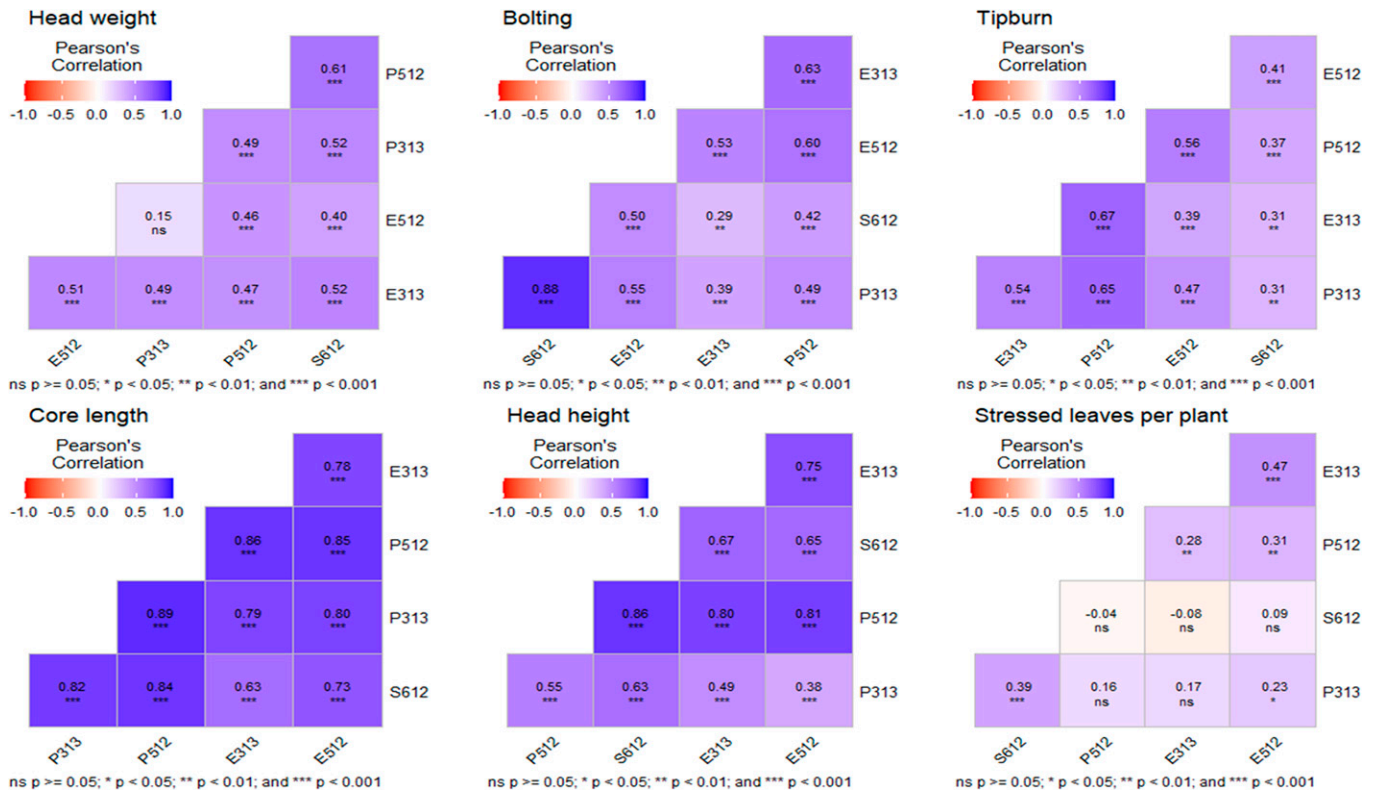 Head weight
Pearson's
Correlation
-1.0 -0.5 0.0 0.5 1.0
0.61
***
P512
0.49 0.52
*** ***
P313
0.15 0.46 0.40
ns *** ***
E512
0.51 0.49 0.47 0.52
*** *** *** ***
E313
E512 P313 P512 S612
ns p >= 0.05; * p < 0.05; ** p < 0.01; and *** p < 0.001
Bolting
Pearson's
Correlation
-1.0 -0.5 0.0 0.5 1.0
0.63
***
E313
0.53 0.60
*** ***
E512
0.50 0.29 0.42
*** ** ***
S612
0.88 0.55 0.39 0.49
*** *** *** ***
P313
S612 E512 E313 P512
ns p >= 0.05; * p < 0.05; ** p < 0.01; and *** p < 0.001
Tipburn
Pearson's
Correlation
-1.0 -0.5 0.0 0.5 1.0
0.41
***
E512
0.56 0.37
*** ***
P512
0.67 0.39 0.31
*** *** **
E313
0.54 0.65 0.47 0.31
*** *** *** **
P313
E313 P512 E512 S612
ns p >= 0.05; * p < 0.05; ** p < 0.01; and *** p < 0.001
Core length
Pearson's
Correlation
-1.0 -0.5 0.0 0.5 1.0
0.78
***
E313
0.86 0.85
*** ***
P512
0.89 0.79 0.80
*** *** ***
P313
0.82 0.84 0.63 0.73
*** *** *** ***
S612
P313 P512 E313 E512
ns p >= 0.05; * p < 0.05; ** p < 0.01; and *** p < 0.001
Head height
Pearson's
Correlation
-1.0 -0.5 0.0 0.5 1.0
0.75
***
E313
0.67 0.65
*** ***
S612
0.86 0.80 0.81
*** *** ***
P512
0.55 0.63 0.49 0.38
*** *** *** ***
P313
P512 S612 E313 E512
ns p >= 0.05; * p < 0.05; ** p < 0.01; and *** p < 0.001
Stressed leaves per plant
Pearson's
Correlation
-1.0 -0.5 0.0 0.5 1.0
0.47
***
E313
0.28 0.31
** **
P512
-0.04 -0.08 0.09
ns ns ns
S612
0.39 0.16 0.17 0.23
*** ns ns *
P313
S612 P512 E313 E512
ns p >= 0.05; * p < 0.05; ** p < 0.01; and *** p < 0.001